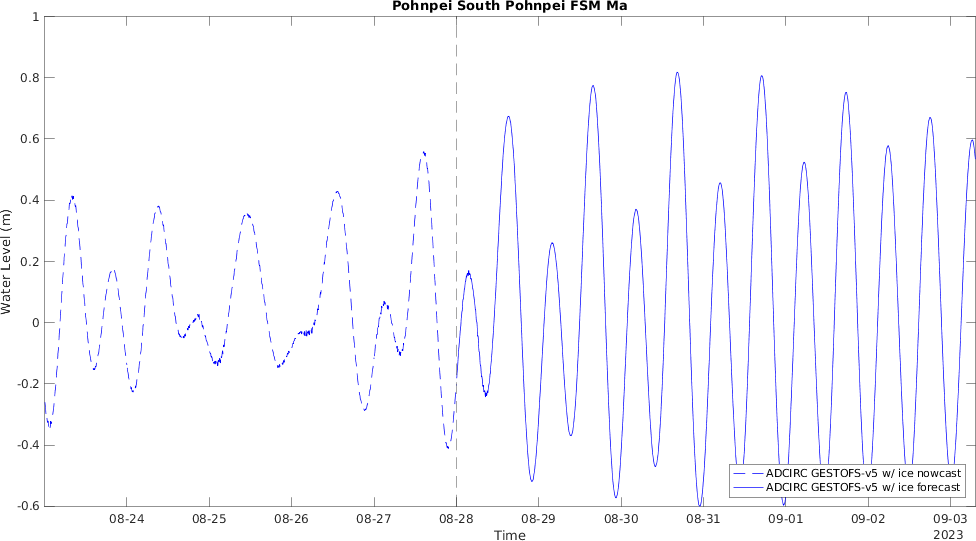 Pohnpei South Pohnpei FSM Ma
1
0.8
0.6
0.4
0.2
0
-0.2
-0.4
-0.6
Water Level (m)
ADCIRC GESTOFS-v5 w/ ice nowcast
ADCIRC GESTOFS-v5 w/ ice forecast
08-24 08-25 08-26 08-27 08-28 08-29 08-30 08-31 09-01 09-02 09-03
Time 2023